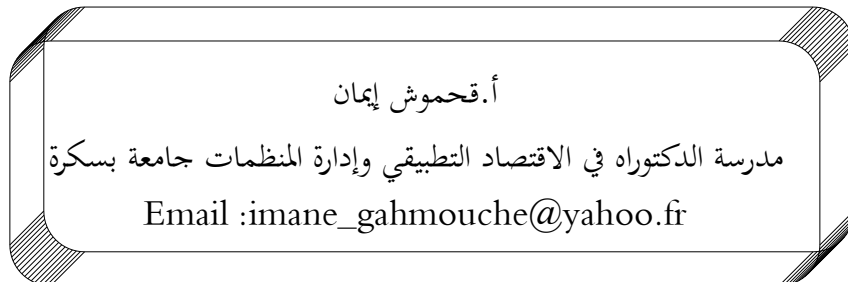 أ.قحموش إيمان
مدرسة الدكتوراه في الاقتصاد التطبيقي وإدارة المنظمات جامعة بسكرة
Email :imane_gahmouche@yahoo.fr